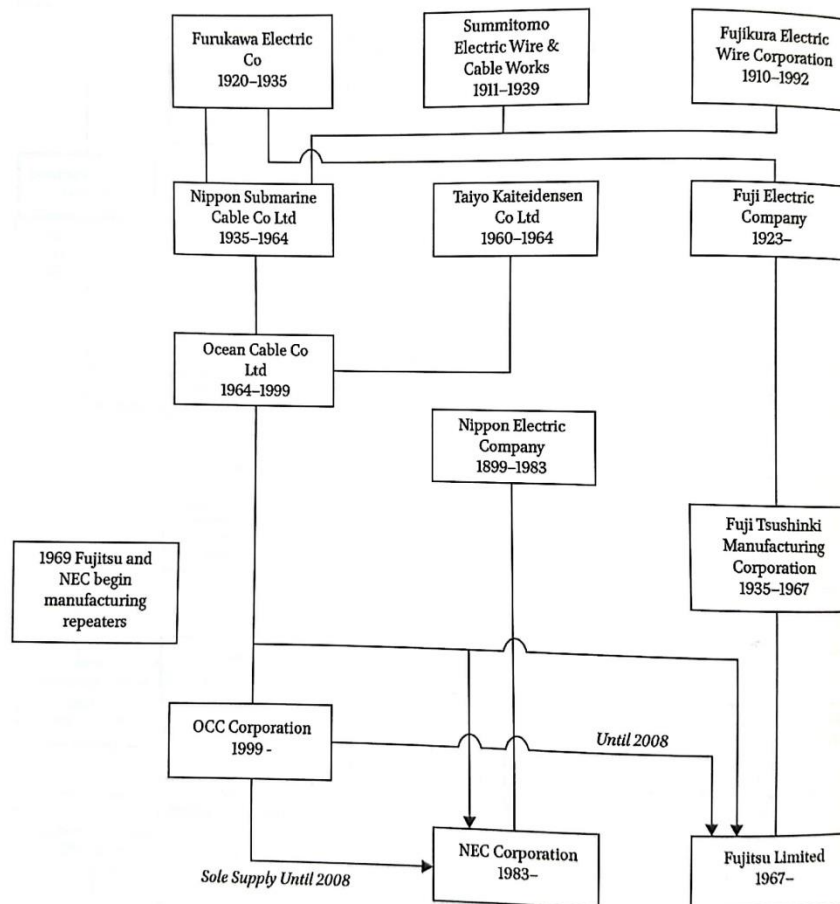 Furukawa Electric
Co
1920–1935
Summitomo
Electric Wire &
Cable Works
1911–1939
Fujikura Electric
Wire Corporation
1910–1992
Nippon Submarine
Cable Co Ltd
1935–1964
Taiyo Kaiteidensen
Co Ltd
1960–1964
Fuji Electric
Company
1923–
Ocean Cable Co
Ltd
1964–1999
Nippon Electric
Company
1899–1983
Fuji Tsushinki
Manufacturing
Corporation
1935–1967
1969 Fujitsu and
NEC begin
manufacturing
repeaters
OCC Corporation
1999 -
Until 2008
NEC Corporation
1983–
Fujitsu Limited
1967–
Sole Supply Until 2008